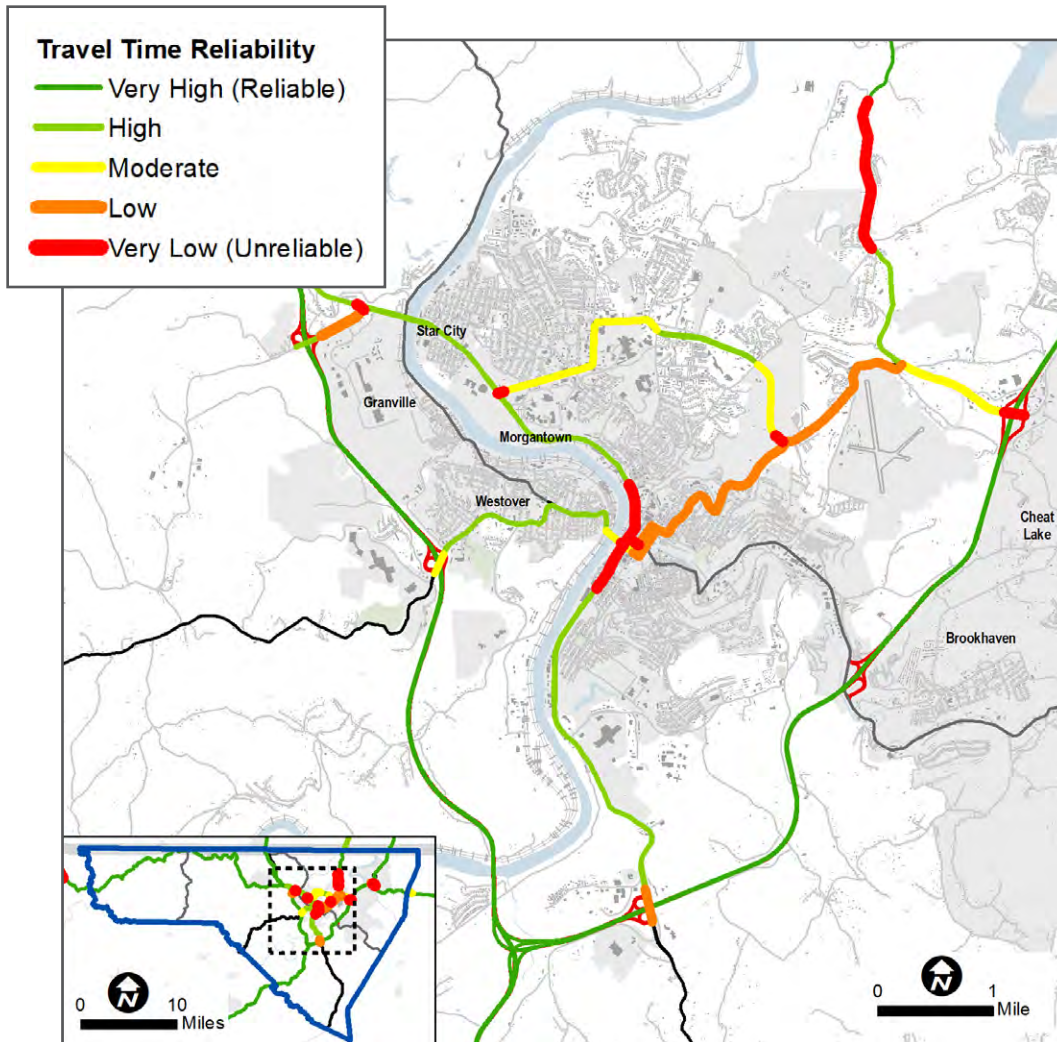 Travel Time Reliability
Very High (Reliable)
High
Moderate
Low
Very Low (Unreliable)
Star City
Granville
Morgantown
Westover
Cheat
Lake
Brookhaven
N
0 10
Miles
N
0 1
Mile